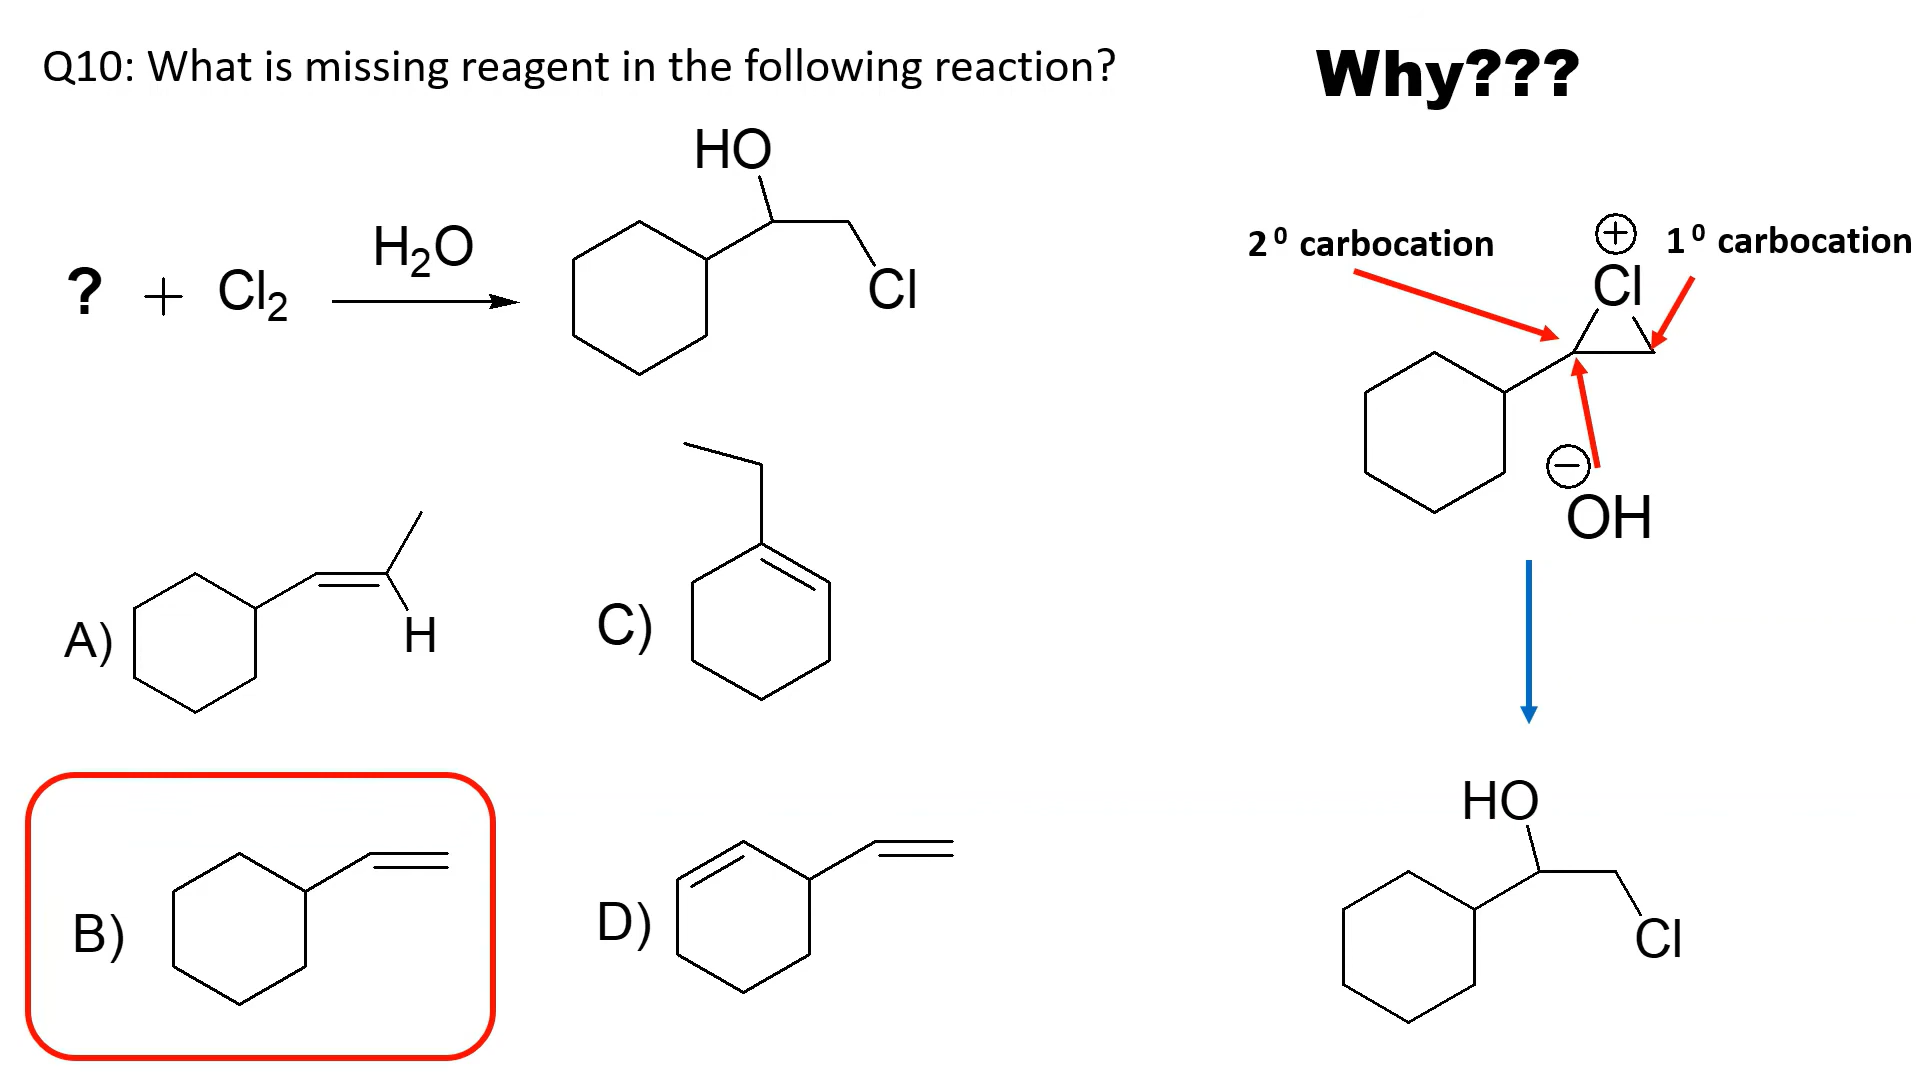 Q10: What is missing reagent in the following reaction?
Why???
HO
? + Cl2
H2O
Cl
2⁰ carbocation
⊕
1⁰ carbocation
Cl
⊖
OH
A)
H
C)
B)
D)
HO
Cl